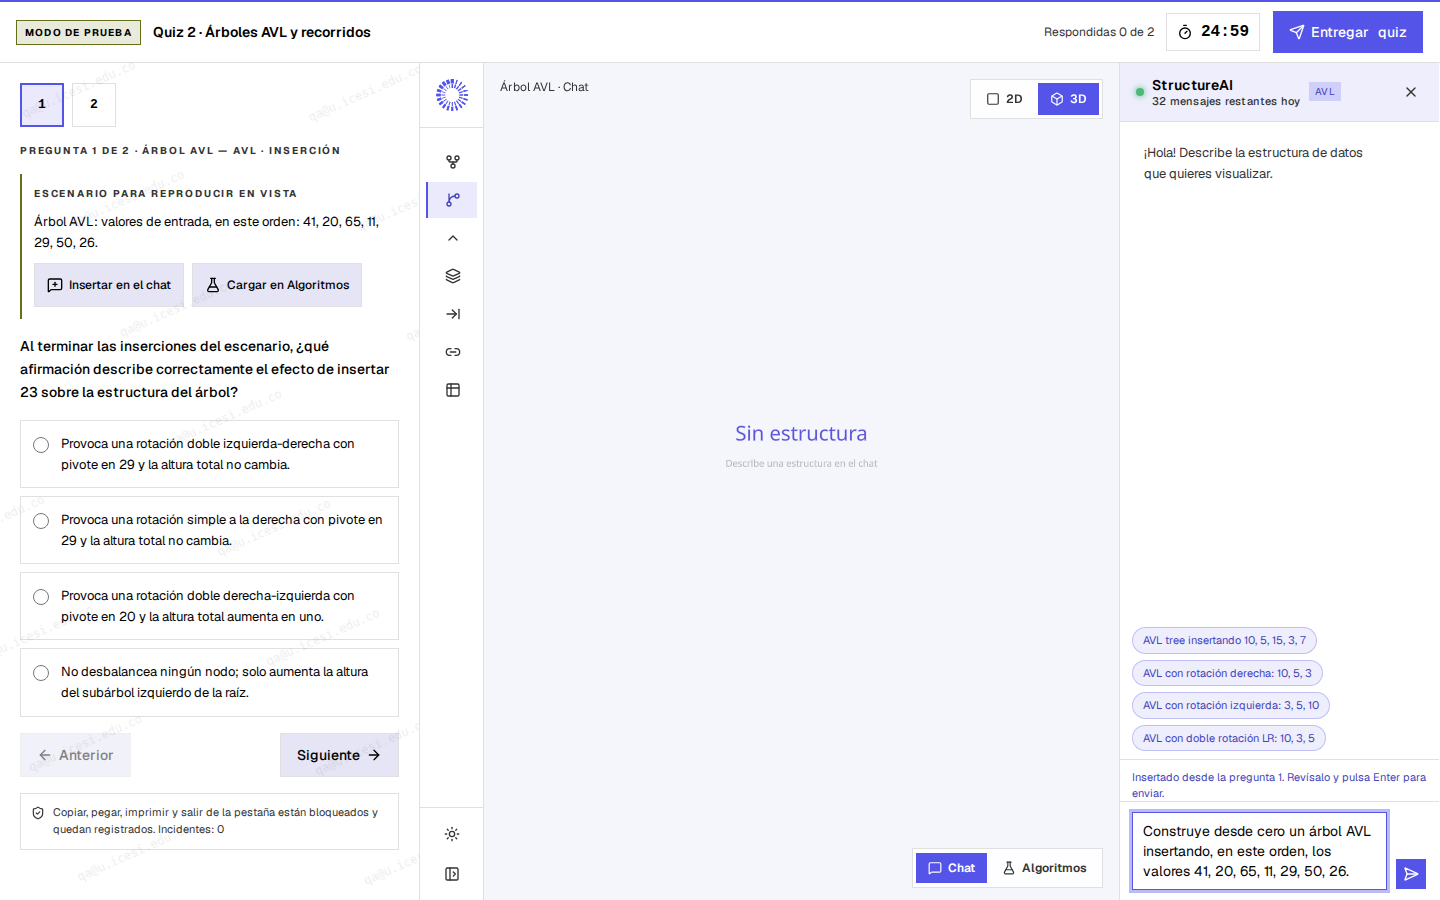 MODO DE PRUEBA
Quiz 2 · Árboles AVL y recorridos
Respondidas 0 de 2
24:59
Entregar quiz
1
2
PREGUNTA 1 DE 2 · ÁRBOL AVL — AVL · INSERCIÓN
ESCENARIO PARA REPRODUCIR EN VISTA
Árbol AVL: valores de entrada, en este orden: 41, 20, 65, 11,
29, 50, 26.
Insertar en el chat
Cargar en Algoritmos
Al terminar las inserciones del escenario, ¿qué
afirmación describe correctamente el efecto de insertar
23 sobre la estructura del árbol?
Provoca una rotación doble izquierda-derecha con
pivote en 29 y la altura total no cambia.
Provoca una rotación simple a la derecha con pivote en
29 y la altura total no cambia.
Provoca una rotación doble derecha-izquierda con
pivote en 20 y la altura total aumenta en uno.
No desbalancea ningún nodo; solo aumenta la altura
del subárbol izquierdo de la raíz.
Anterior
Siguiente
Copiar, pegar, imprimir y salir de la pestaña están bloqueados y
quedan registrados. Incidentes: 0
qa@u.icesi.edu.co
Árbol AVL · Chat
2D
3D
Sin estructura
Describe una estructura en el chat
Chat
Algoritmos
StructureAI
AVL
32 mensajes restantes hoy
¡Hola! Describe la estructura de datos
que quieres visualizar.
AVL tree insertando 10, 5, 15, 3, 7
AVL con rotación derecha: 10, 5, 3
AVL con rotación izquierda: 3, 5, 10
AVL con doble rotación LR: 10, 3, 5
Insertado desde la pregunta 1. Revísalo y pulsa Enter para
enviar.
Construye desde cero un árbol AVL
insertando, en este orden, los
valores 41, 20, 65, 11, 29, 50, 26.